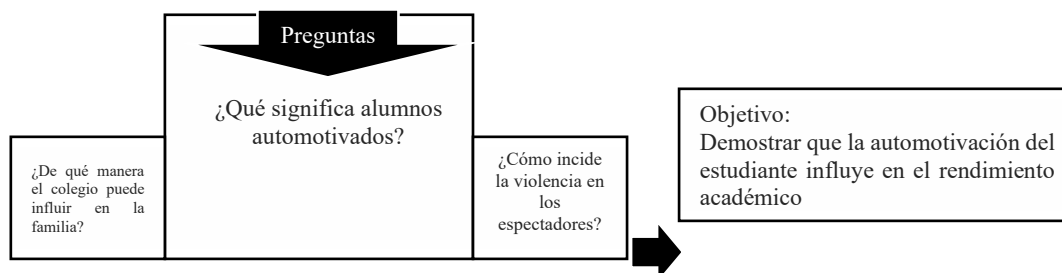 Preguntas
¿Qué significa alumnos
automotivados?
¿De qué manera
el colegio puede
influir en la
familia?
¿Cómo incide
la violencia en
los
espectadores?
Objetivo:
Demostrar que la automotivación del
estudiante influye en el rendimiento
académico